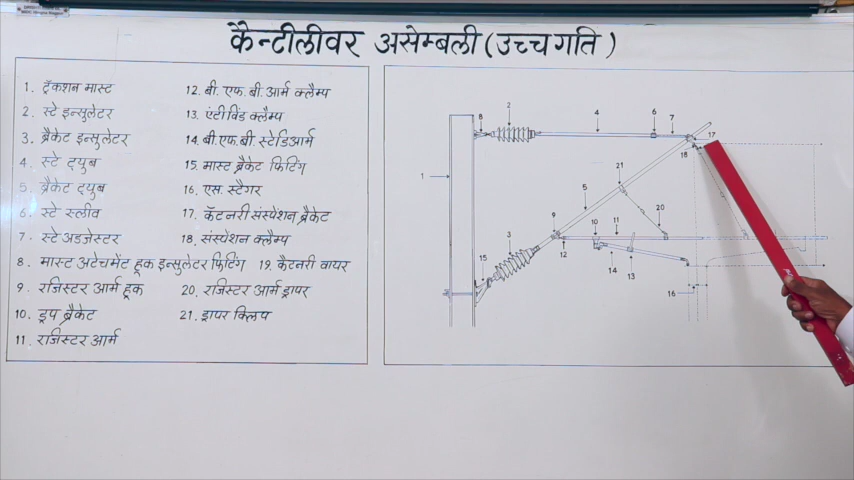 कैन्टीलीवर असेम्बली (उच्च गति)
1. ट्रॅकशन मास्ट
2. स्टे इन्सुलेटर
3. ब्रैकेट इन्सुलेटर
4. स्टे ट्युब
5. ब्रैकेट ट्युब
6. स्टे स्लीव
7. स्टे अडजेस्टर
8. मास्ट अटेचमेंट हूक इन्सुलेटर फिटिंग
9. रजिस्टर आर्म हूक
10. ड्रप ब्रैकेट
11. राजिस्टर आर्म
12. बी. एफ. बी. आर्म क्लैम्प
13. एंटीविंड क्लैम्प
14. बी. एफ. बी. स्टेडिआर्म
15. मास्ट ब्रैकेट फिटिंग
16. एस. स्टैगर
17. कॅटनरी संस्पेंशन ब्रैकेट
18. संस्पेंशन क्लैम्प
19. कैटनरी वायर
20. राजिस्टर आर्म ड्रापर
21. ड्रापर क्लिप
8
2
4
6
7
17
18
1
21
5
20
9
10
11
12
3
14
13
15
16